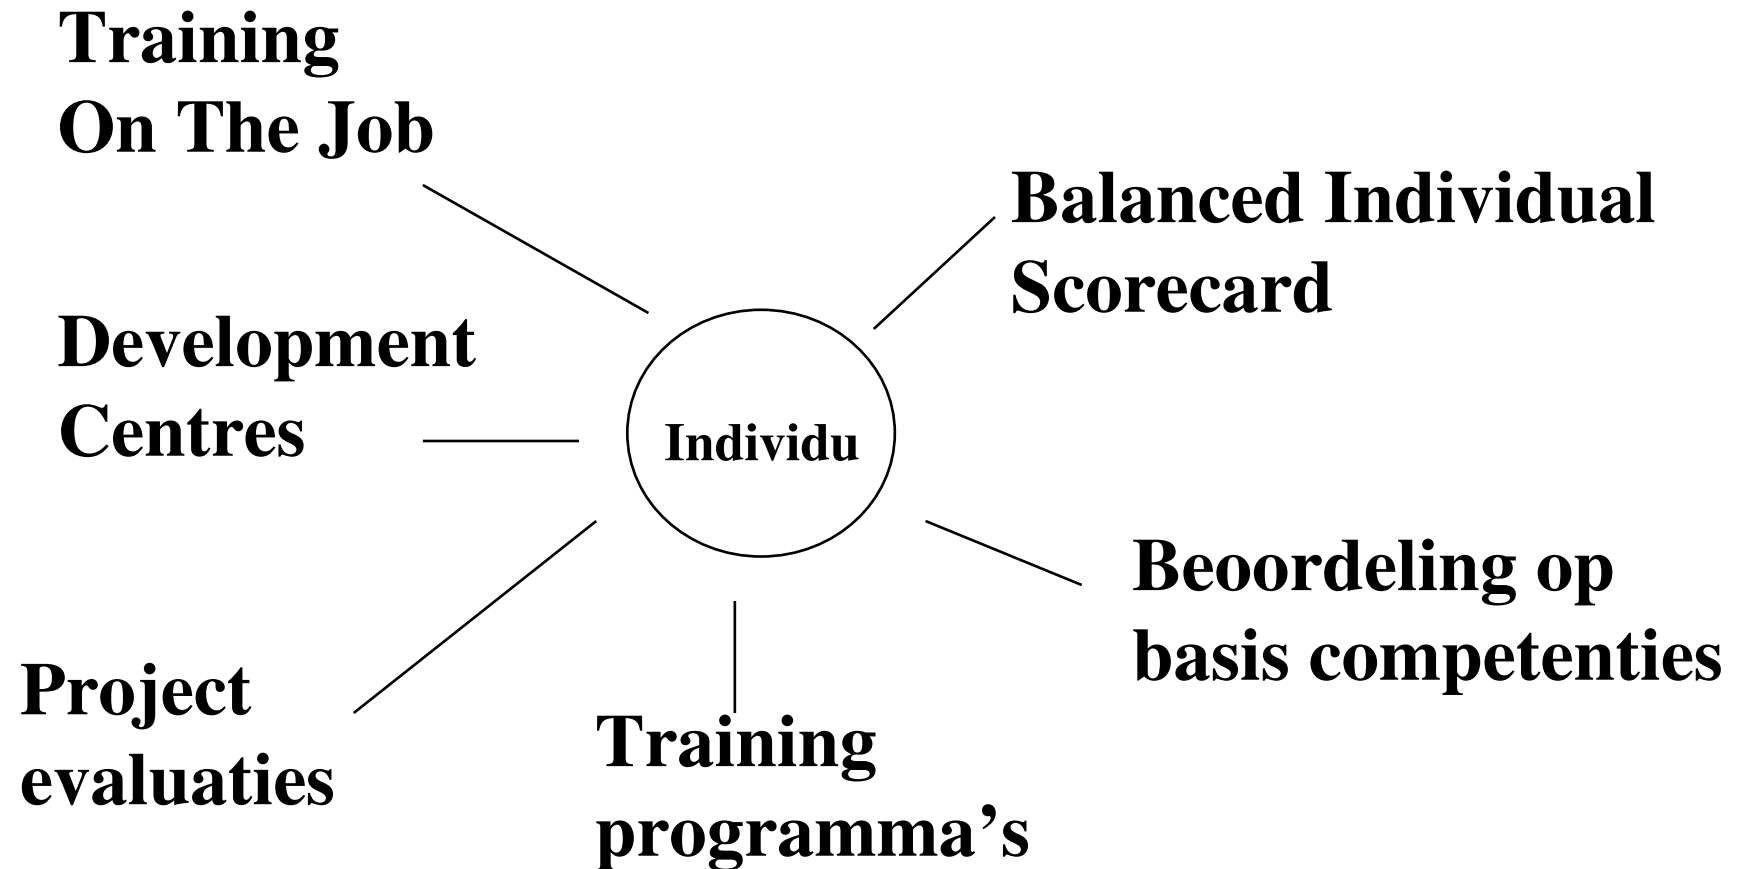 Training
On The Job
Balanced Individual
Scorecard
Development
Centres
Individu
Beoordeling op
basis competenties
Project
evaluaties
Training
programma’s